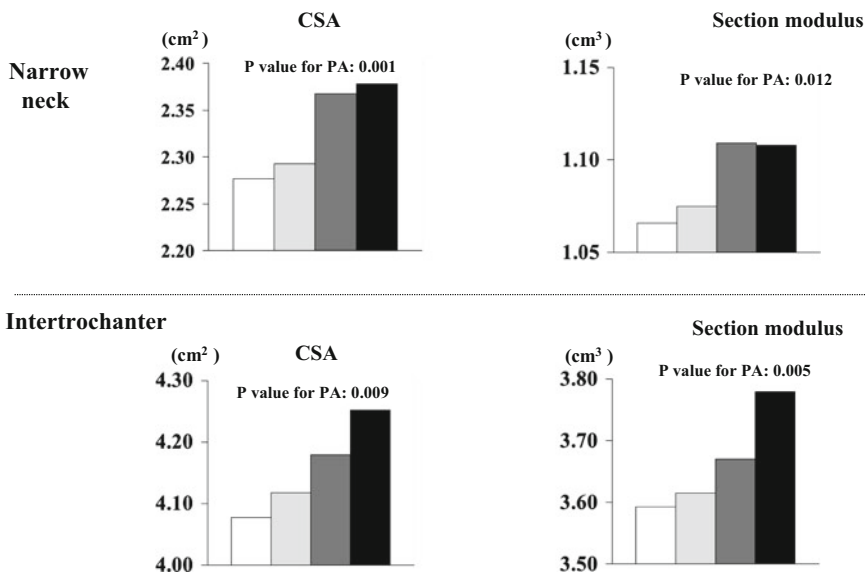 CSA
Section modulus
(cm²)
(cm³)
Narrow
neck
P value for PA: 0.001
P value for PA: 0.012
2.40
2.35
2.30
2.25
2.20
1.15
1.10
1.05
Intertrochanter
CSA
Section modulus
(cm² )
(cm³)
P value for PA: 0.009
P value for PA: 0.005
4.30
4.20
4.10
4.00
3.80
3.70
3.60
3.50